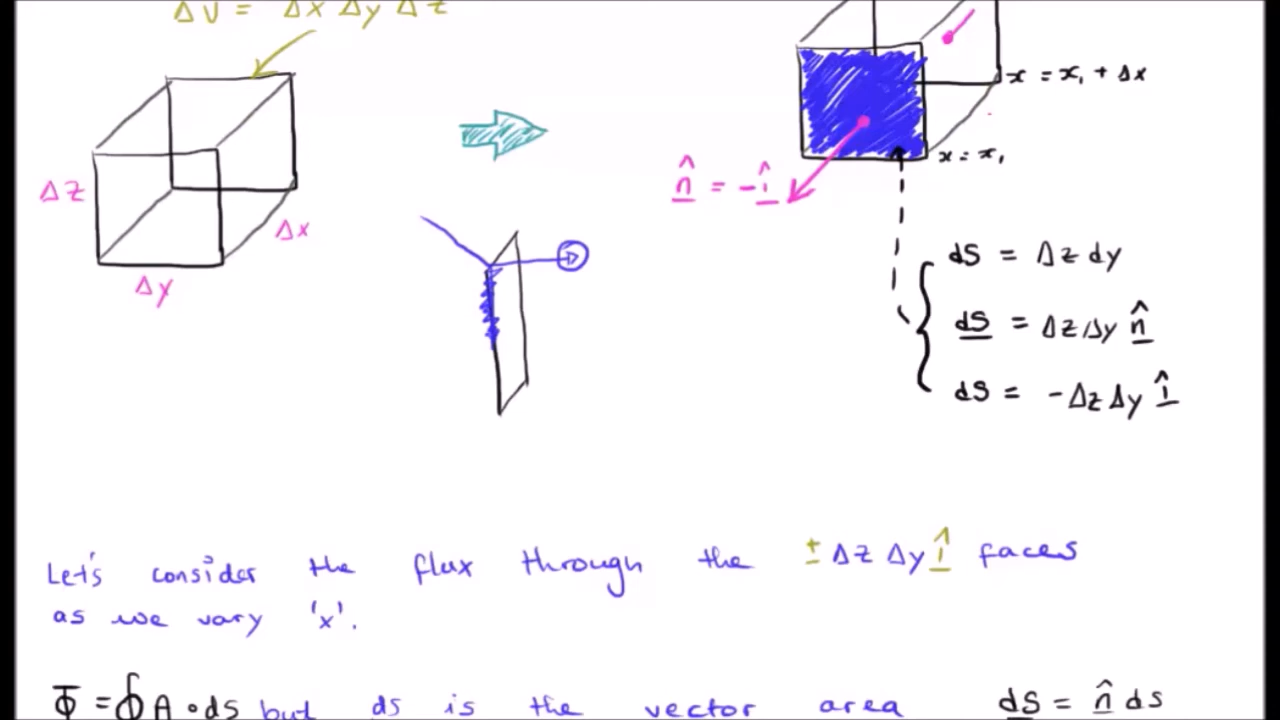 ΔV = Δx Δy Δz
x = x₁ + Δx
x = x₁
Δz
n̂ = -î
Δx
Δy
dS = Δz dy
dS = Δz Δy n̂
dS = -Δz Δy î
Let's consider the flux through the ± Δz Δy î faces
as we vary 'x'.
Φ = ∮ A • ds but ds is the vector area dS = n̂ ds